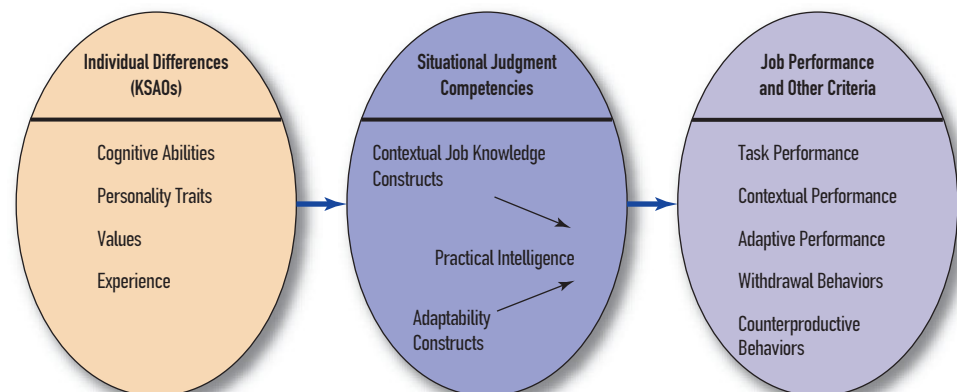 Individual Differences
(KSAOs)
Cognitive Abilities
Personality Traits
Values
Experience
Situational Judgment
Competencies
Contextual Job Knowledge
Constructs
Practical Intelligence
Adaptability
Constructs
Job Performance
and Other Criteria
Task Performance
Contextual Performance
Adaptive Performance
Withdrawal Behaviors
Counterproductive
Behaviors